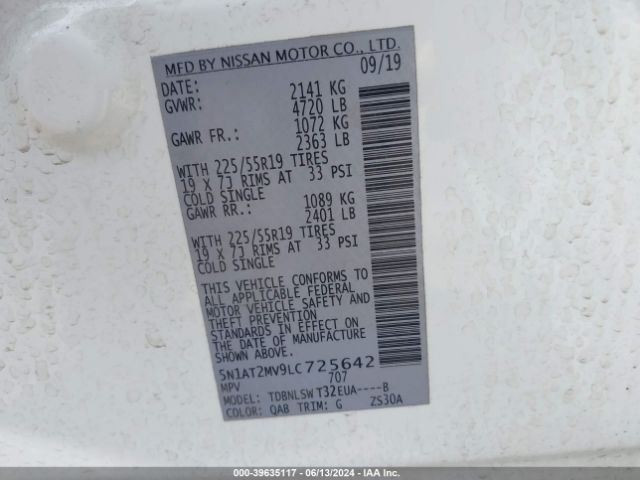 MFD BY NISSAN MOTOR CO., LTD.
DATE: 09/19
GVWR: 2141 KG
4720 LB
GAWR FR.: 1072 KG
2363 LB
WITH 225/55R19 TIRES
19 X 7J RIMS AT 33 PSI
COLD SINGLE
GAWR RR.: 1089 KG
2401 LB
WITH 225/55R19 TIRES
19 X 7J RIMS AT 33 PSI
COLD SINGLE
THIS VEHICLE CONFORMS TO
ALL APPLICABLE FEDERAL
MOTOR VEHICLE SAFETY AND
THEFT PREVENTION
STANDARDS IN EFFECT ON
THE DATE OF MANUFACTURE
SHOWN ABOVE.
5N1AT2MV9LC725642
MPV 707
MODEL: TDBNLSW T32EUA----B
COLOR: QAB TRIM: G ZS30A
000-39635117 - 06/13/2024 - IAA Inc.